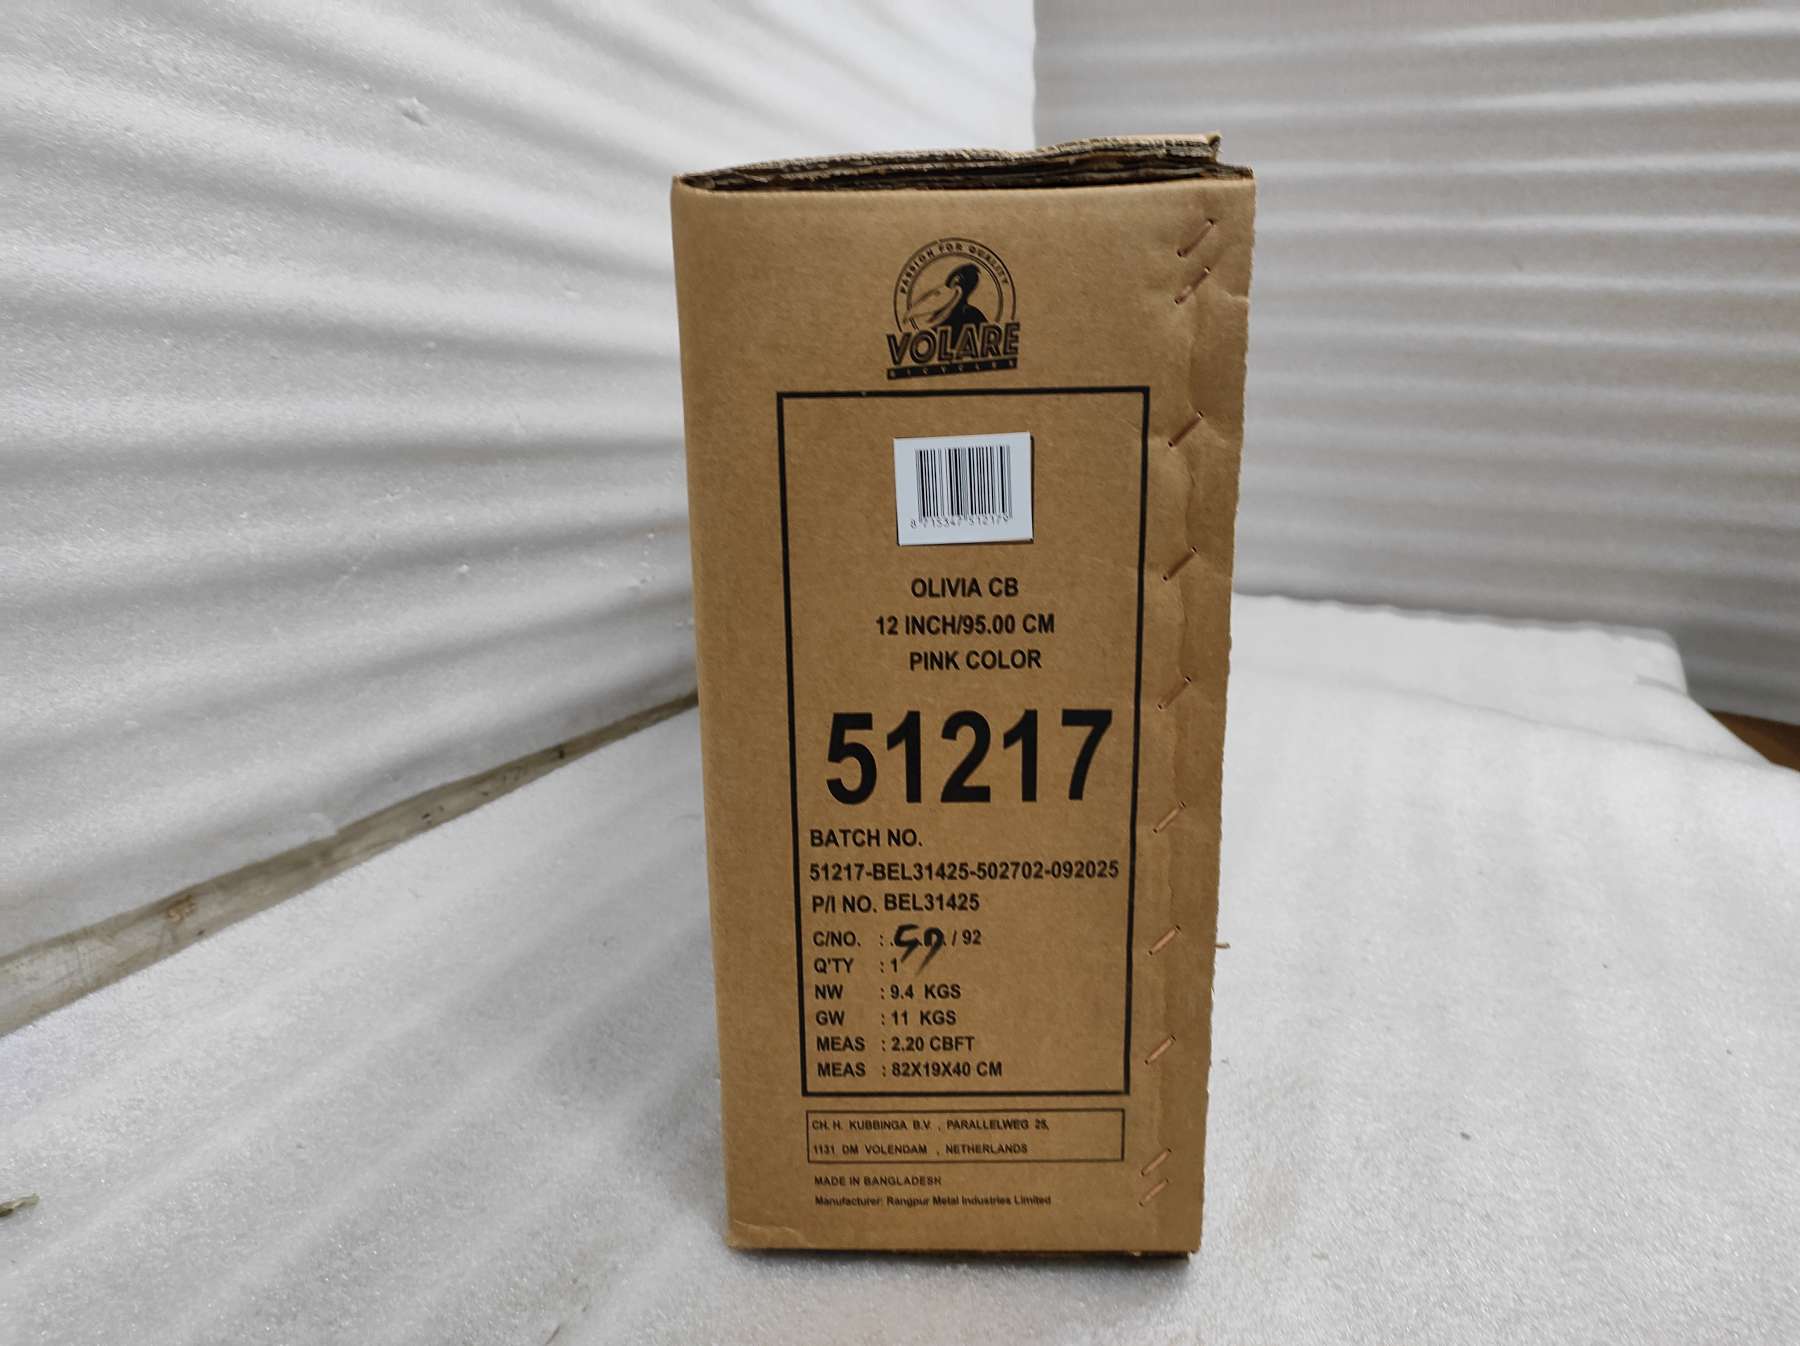 PASSION FOR QUALITY
VOLARE
BICYCLES
8 715347 512179
OLIVIA CB
12 INCH/95.00 CM
PINK COLOR
51217
BATCH NO.
51217-BEL31425-502702-092025
P/I NO. BEL31425
C/NO. : / 92
Q'TY : 1
NW : 9.4 KGS
GW : 11 KGS
MEAS : 2.20 CBFT
MEAS : 82X19X40 CM
CH. H. KUBBINGA B.V. , PARALLELWEG 25,
1131 DM VOLENDAM , NETHERLANDS
MADE IN BANGLADESH
Manufacturer: Rangpur Metal Industries Limited